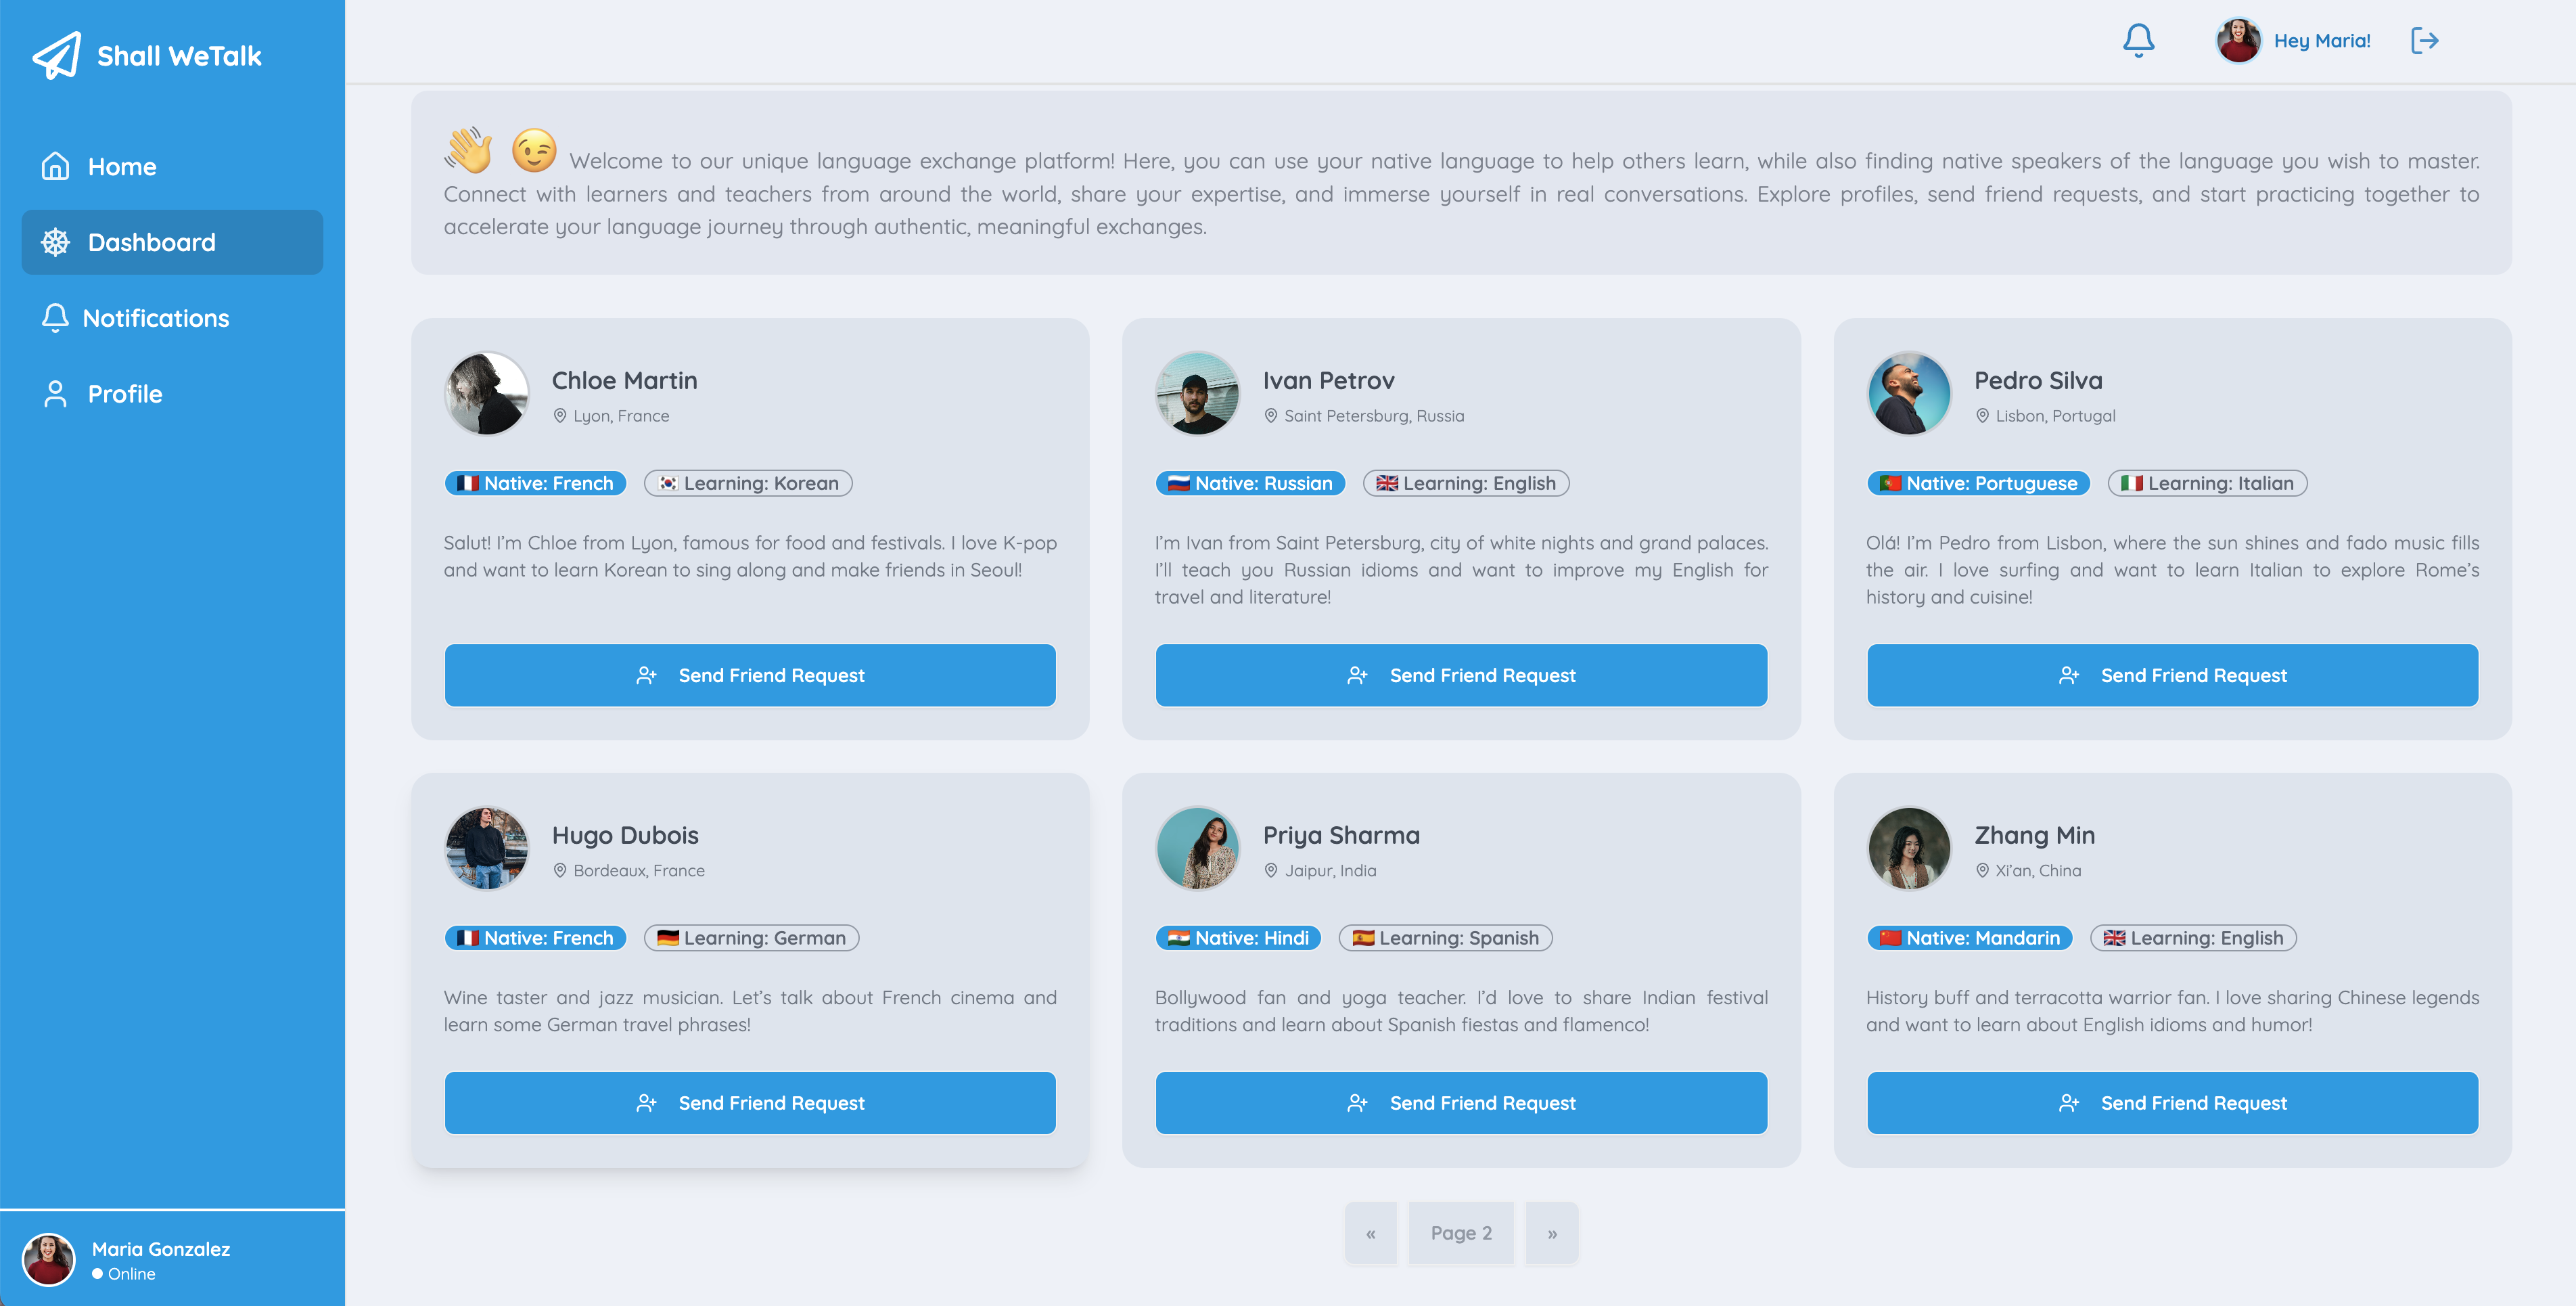 Shall WeTalk
Home
Dashboard
Notifications
Profile
Maria Gonzalez
Online
Hey Maria!
👋 😉 Welcome to our unique language exchange platform! Here, you can use your native language to help others learn, while also finding native speakers of the language you wish to master.
Connect with learners and teachers from around the world, share your expertise, and immerse yourself in real conversations. Explore profiles, send friend requests, and start practicing together to
accelerate your language journey through authentic, meaningful exchanges.
Chloe Martin
Lyon, France
🇫🇷 Native: French
🇰🇷 Learning: Korean
Salut! I’m Chloe from Lyon, famous for food and festivals. I love K-pop
and want to learn Korean to sing along and make friends in Seoul!
Send Friend Request
Ivan Petrov
Saint Petersburg, Russia
🇷🇺 Native: Russian
🇬🇧 Learning: English
I’m Ivan from Saint Petersburg, city of white nights and grand palaces.
I’ll teach you Russian idioms and want to improve my English for
travel and literature!
Send Friend Request
Pedro Silva
Lisbon, Portugal
🇵🇹 Native: Portuguese
🇮🇹 Learning: Italian
Olá! I’m Pedro from Lisbon, where the sun shines and fado music fills
the air. I love surfing and want to learn Italian to explore Rome’s
history and cuisine!
Send Friend Request
Hugo Dubois
Bordeaux, France
🇫🇷 Native: French
🇩🇪 Learning: German
Wine taster and jazz musician. Let’s talk about French cinema and
learn some German travel phrases!
Send Friend Request
Priya Sharma
Jaipur, India
🇮🇳 Native: Hindi
🇪🇸 Learning: Spanish
Bollywood fan and yoga teacher. I’d love to share Indian festival
traditions and learn about Spanish fiestas and flamenco!
Send Friend Request
Zhang Min
Xi’an, China
🇨🇳 Native: Mandarin
🇬🇧 Learning: English
History buff and terracotta warrior fan. I love sharing Chinese legends
and want to learn about English idioms and humor!
Send Friend Request
« Page 2 »